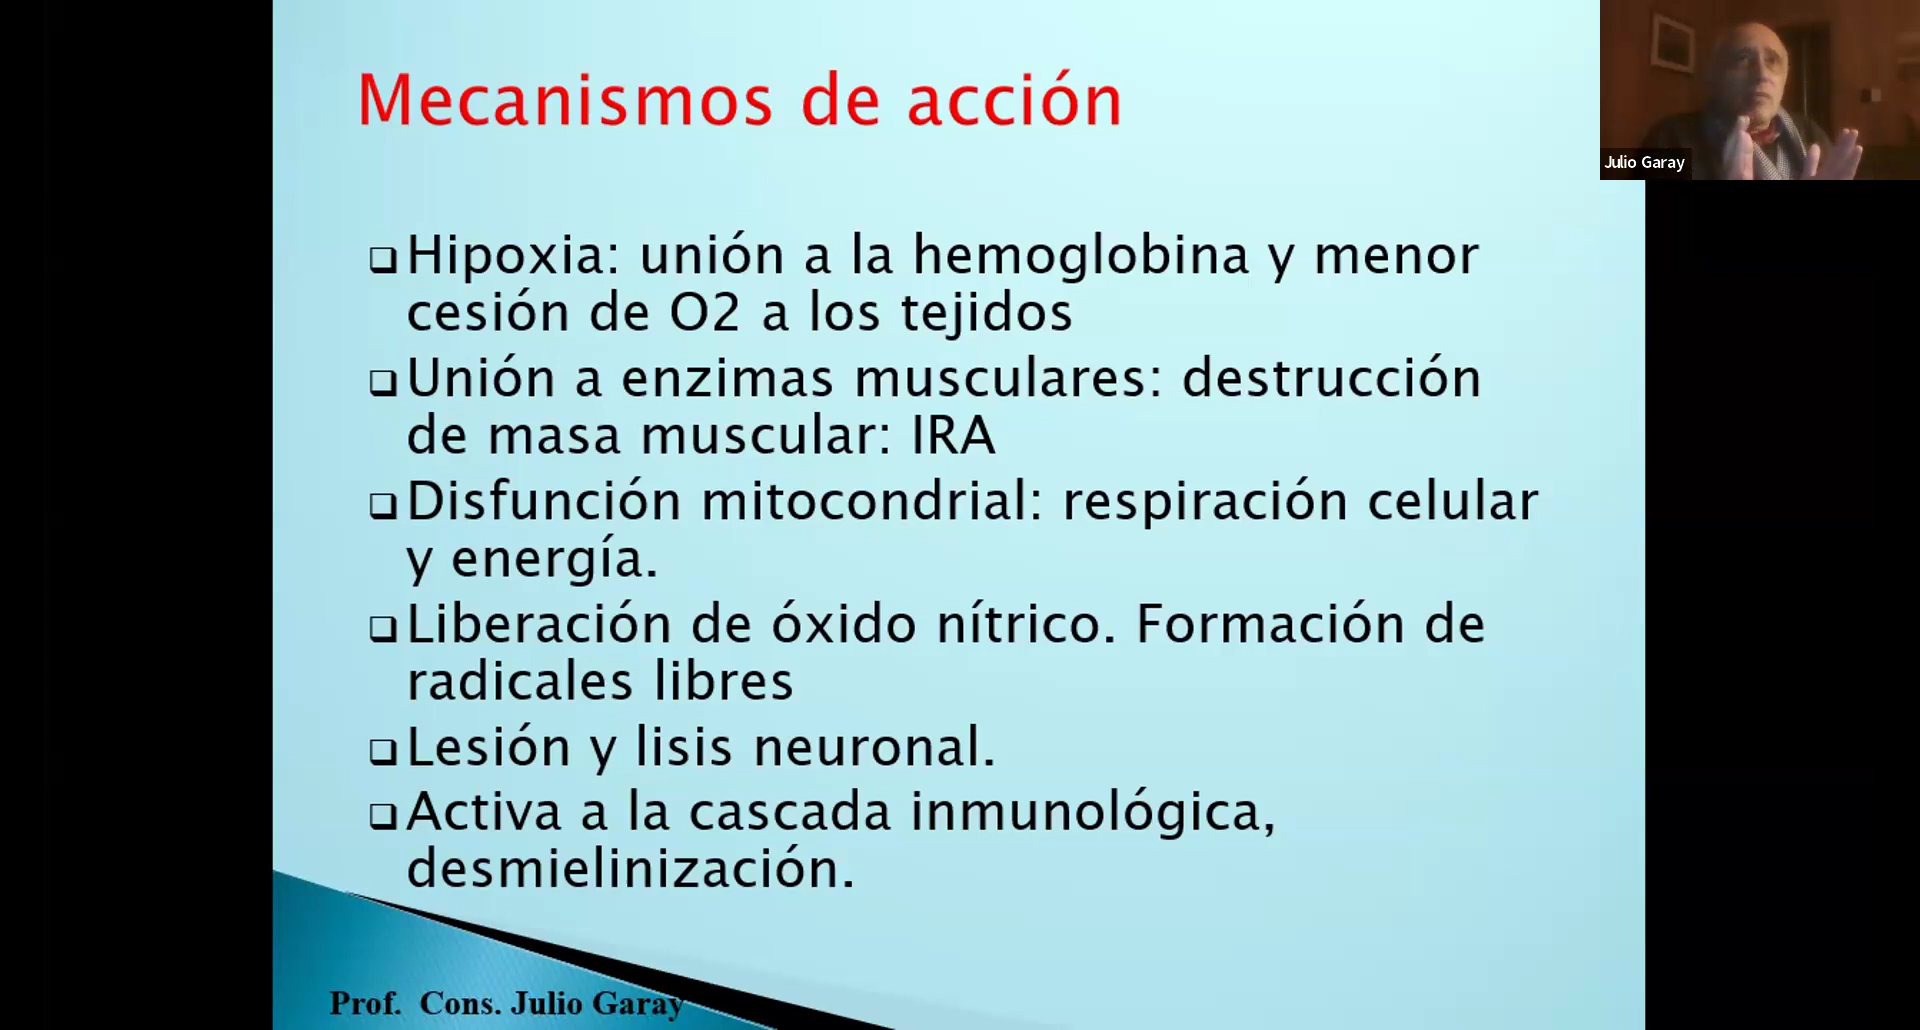 Mecanismos de acción
Julio Garay
❑Hipoxia: unión a la hemoglobina y menor
cesión de O2 a los tejidos
❑Unión a enzimas musculares: destrucción
de masa muscular: IRA
❑Disfunción mitocondrial: respiración celular
y energía.
❑Liberación de óxido nítrico. Formación de
radicales libres
❑Lesión y lisis neuronal.
❑Activa a la cascada inmunológica,
desmielinización.
Prof. Cons. Julio Garay